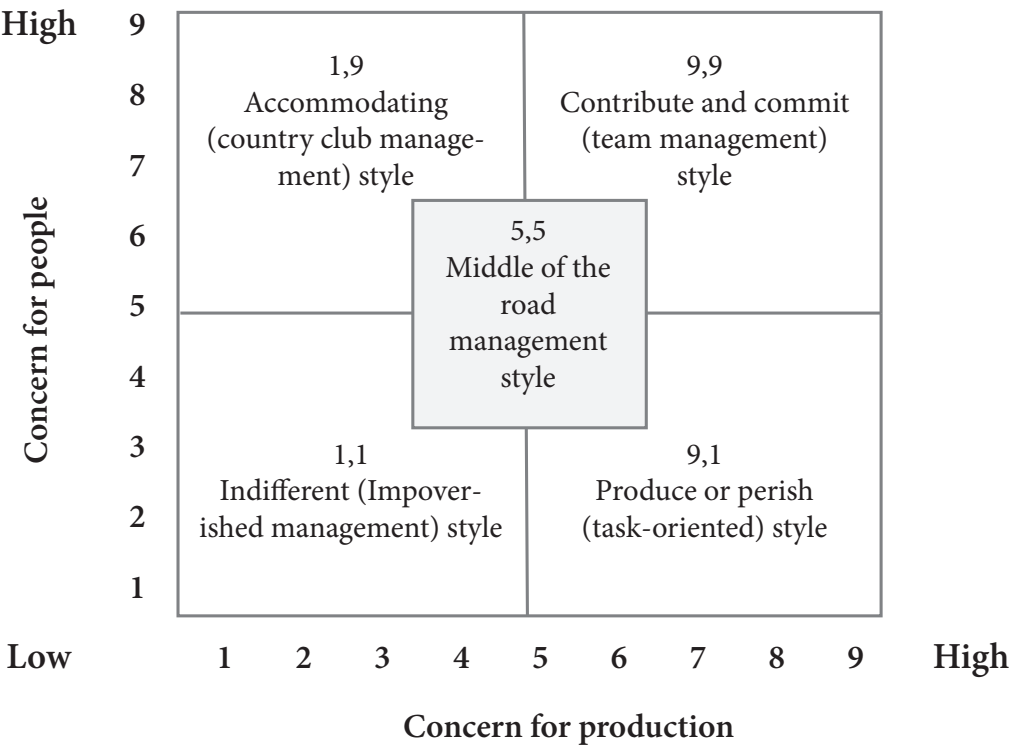 High
9
8
7
6
5
4
3
2
1
Concern for people
1,9
Accommodating
(country club manage-
ment) style
9,9
Contribute and commit
(team management)
style
5,5
Middle of the
road
management
style
1,1
Indifferent (Impover-
ished management) style
9,1
Produce or perish
(task-oriented) style
Low 1 2 3 4 5 6 7 8 9 High
Concern for production